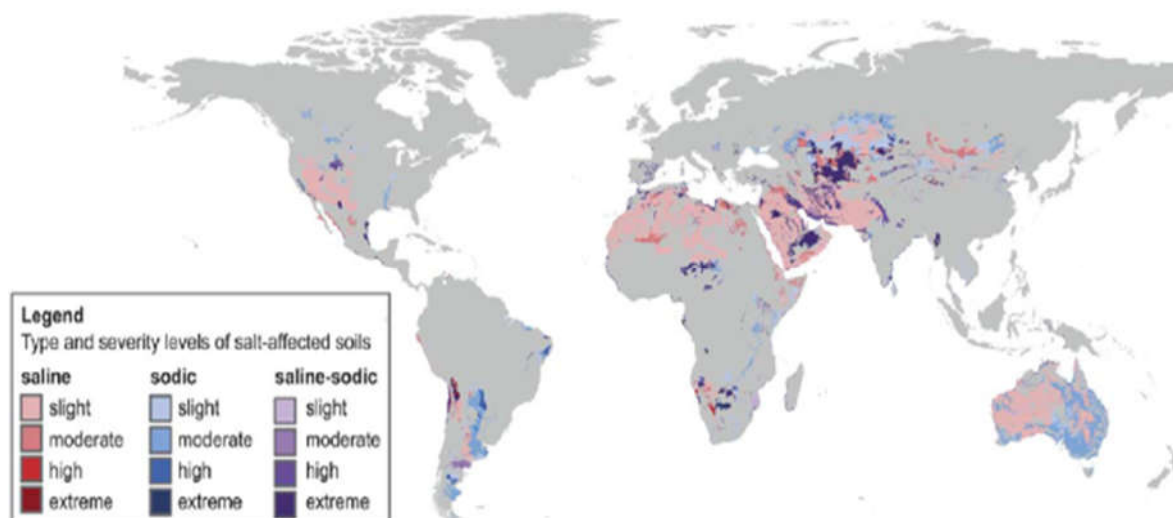 Legend
Type and severity levels of salt-affected soils
saline sodic saline-sodic
slight slight slight
moderate moderate moderate
high high high
extreme extreme extreme